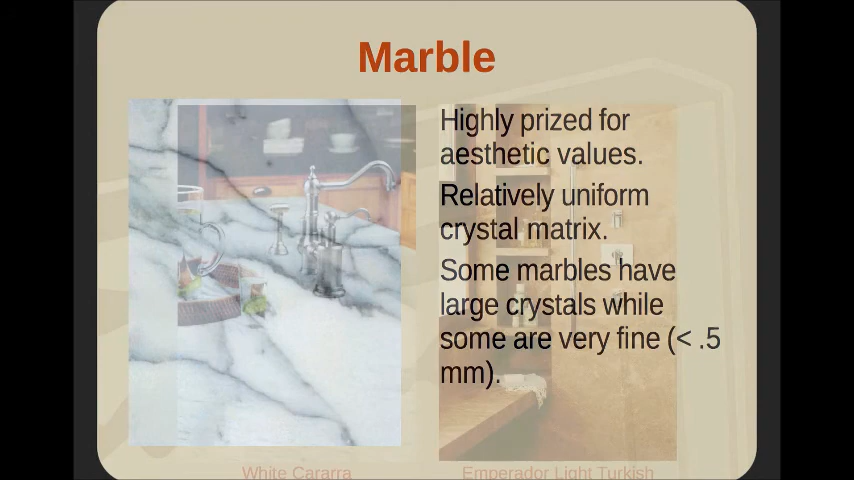 Marble
Highly prized for
aesthetic values.
Relatively uniform
crystal matrix.
Some marbles have
large crystals while
some are very fine (< .5
mm).
White Cararra
Emperador Light Turkish